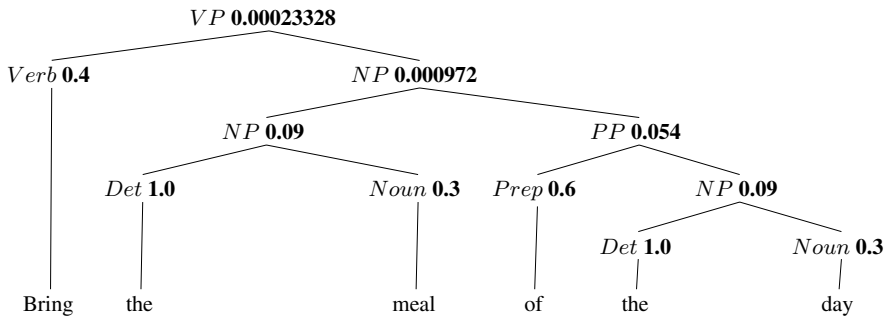 VP 0.00023328
Verb 0.4 NP 0.000972
NP 0.09 PP 0.054
Det 1.0 Noun 0.3 Prep 0.6 NP 0.09
Det 1.0 Noun 0.3
Bring the meal of the day